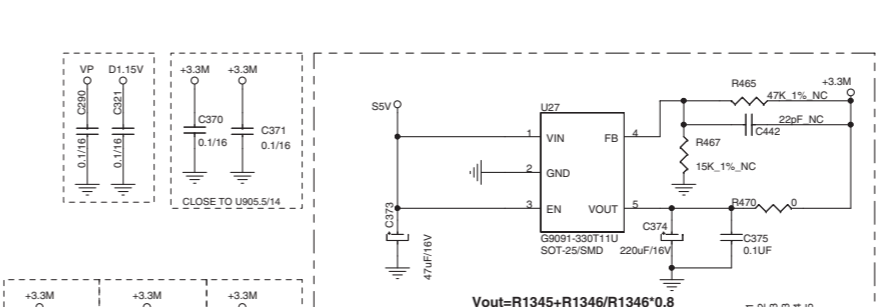 VP D1.15V
C290
0.1/16
C321
0.1/16
+3.3M +3.3M
C370
0.1/16
C371
0.1/16
CLOSE TO U905.5/14
S5V
C373
47uF/16V
U27
1 VIN
2 GND
3 EN
FB 4
VOUT 5
G9091-330T11U
SOT-25/SMD
R465
47K_1%_NC
+3.3M
22pF_NC
C442
R467
15K_1%_NC
R470 0
C374
220uF/16V
C375
0.1UF
Vout=R1345+R1346/R1346*0.8
+3.3M +3.3M +3.3M